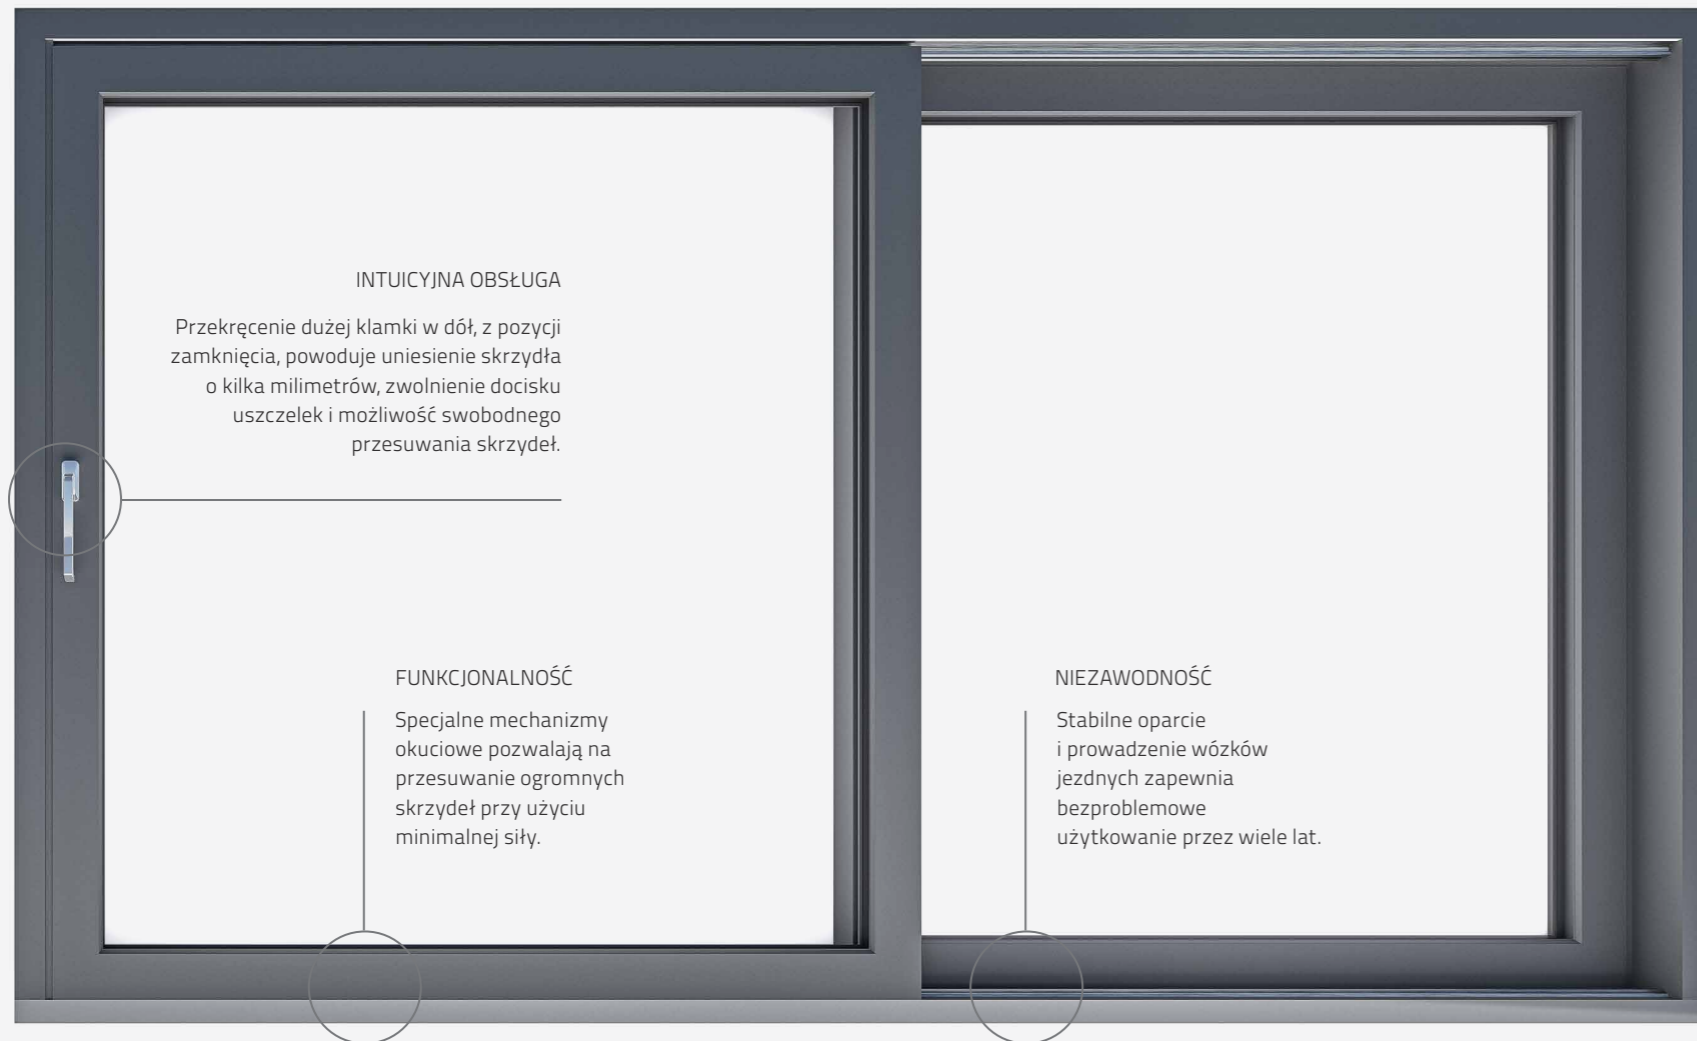 INTUICYJNA OBSŁUGA
Przekręcenie dużej klamki w dół, z pozycji
zamknięcia, powoduje uniesienie skrzydła
o kilka milimetrów, zwolnienie docisku
uszczelek i możliwość swobodnego
przesuwania skrzydeł.
FUNKCJONALNOŚĆ
Specjalne mechanizmy
okuciowe pozwalają na
przesuwanie ogromnych
skrzydeł przy użyciu
minimalnej siły.
NIEZAWODNOŚĆ
Stabilne oparcie
i prowadzenie wózków
jezdnych zapewnia
bezproblemowe
użytkowanie przez wiele lat.